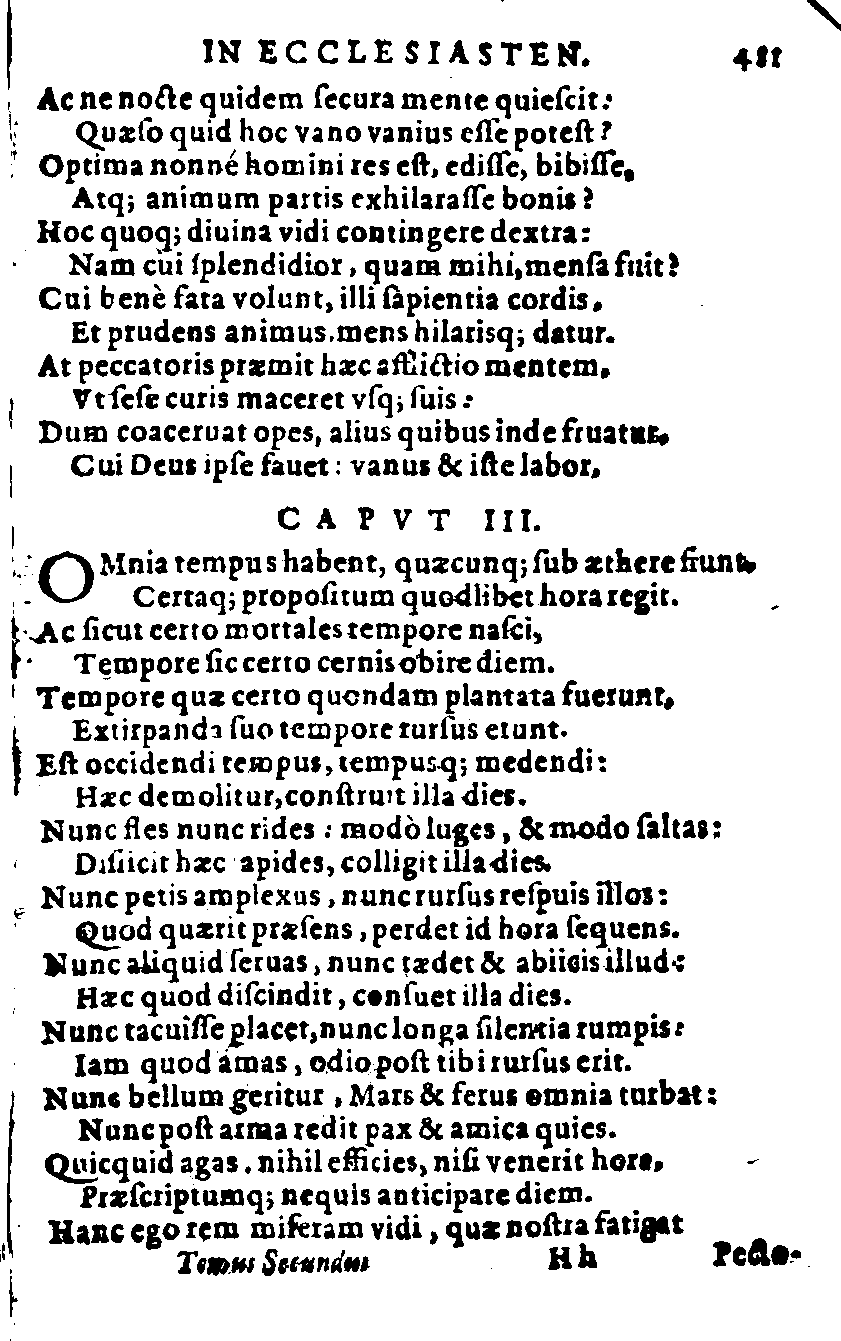 IN ECCLESIASTEN. 481
Ac ne nocte quidem ſecura mente quieſcit:
Quæſo quid hoc vano vanius eſſe poteſt?
Optima nonné homini res eſt, ediſſe, bibiſſe,
Atq; animum partis exhilaraſſe bonis?
Hoc quoq; diuina vidi contingere dextra:
Nam cui ſplendidior, quam mihi, menſa fuit?
Cui benè fata volunt, illi ſapientia cordis,
Et prudens animus, mens hilarisq; datur.
At peccatoris præmit hæc afflictio mentem,
Vt ſeſe curis maceret vſq; ſuis:
Dum coaceruat opes, alius quibus inde fruatur,
Cui Deus ipſe fauet: vanus & iſte labor,
CAPVT III.
OMnia tempus habent, quæcunq; ſub æthere fiunt,
Certaq; propoſitum quodlibet hora regit.
Ac ſicut certo mortales tempore naſci,
Tempore ſic certo cernis obire diem.
Tempore quæ certo quondam plantata fuerunt,
Extirpanda ſuo tempore rurſus erunt.
Eſt occidendi tempus, tempusq; medendi:
Hæc demolitur, conſtruit illa dies.
Nunc fles nunc rides: modò luges, & modo ſaltas:
Diſiicit hæc apides, colligit illa dies.
Nunc petis amplexus, nunc rurſus reſpuis illos:
Quod quærit præſens, perdet id hora ſequens.
Nunc aliquid ſeruas, nunc tædet & abiicis illud:
Hæc quod diſcindit, conſuet illa dies.
Nunc tacuiſſe placet, nunc longa ſilentia rumpis:
Iam quod amas, odio poſt tibi rurſus erit.
Nunc bellum geritur, Mars & ferus omnia turbat:
Nunc poſt arma redit pax & amica quies.
Quicquid agas, nihil efficies, niſi venerit hora,
Præſcriptumq; nequis anticipare diem.
Hanc ego rem miſeram vidi, quæ noſtra fatigat
Tomus Secundus Hh Pecto-